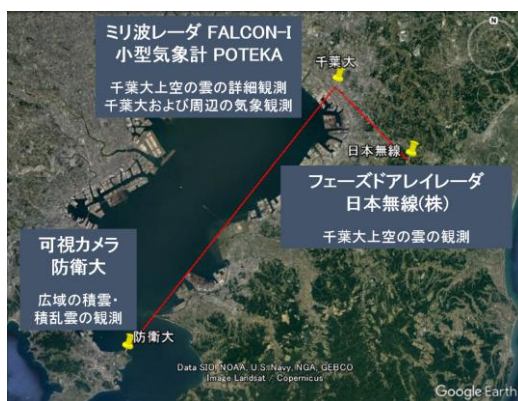 ミリ波レーダ FALCON-I
小型気象計 POTEKA
千葉大上空の雲の詳細観測
千葉大および周辺の気象観測
千葉大
N
日本無線
フェーズドアレイレーダ
日本無線(株)
千葉大上空の雲の観測
可視カメラ
防衛大
広域の積雲・
積乱雲の観測
防衛大
Data SIO, NOAA, U.S. Navy, NGA, GEBCO
Image Landsat / Copernicus
Google Earth